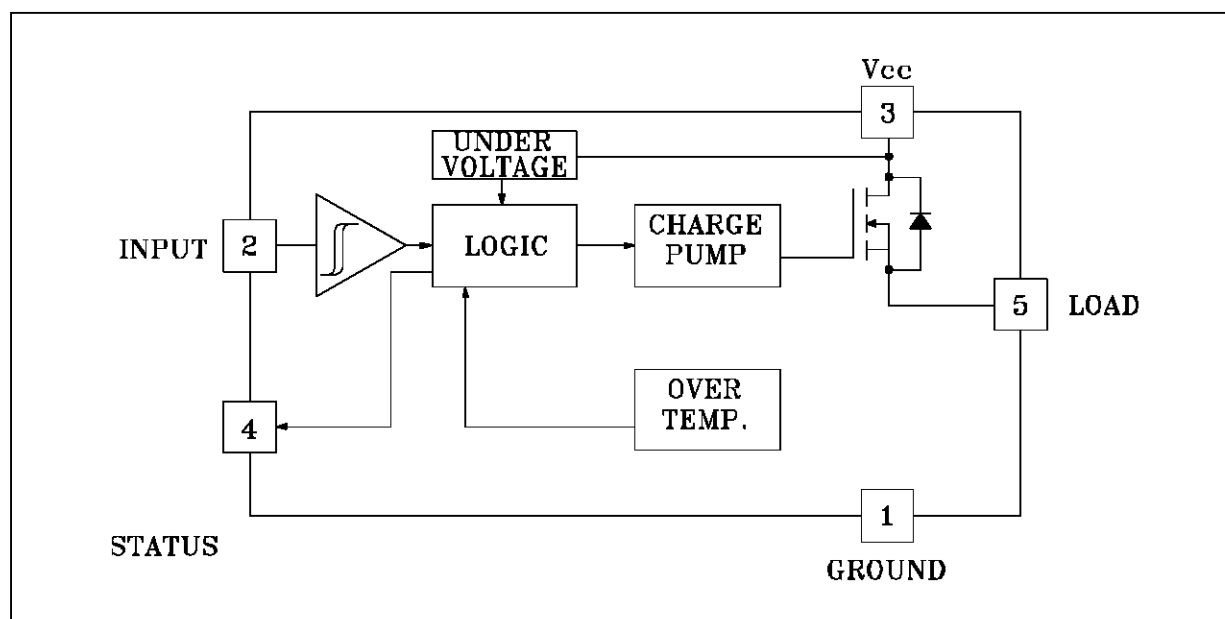 Vcc
3
UNDER
VOLTAGE
INPUT
2
LOGIC
CHARGE
PUMP
5
LOAD
4
OVER
TEMP.
STATUS
1
GROUND